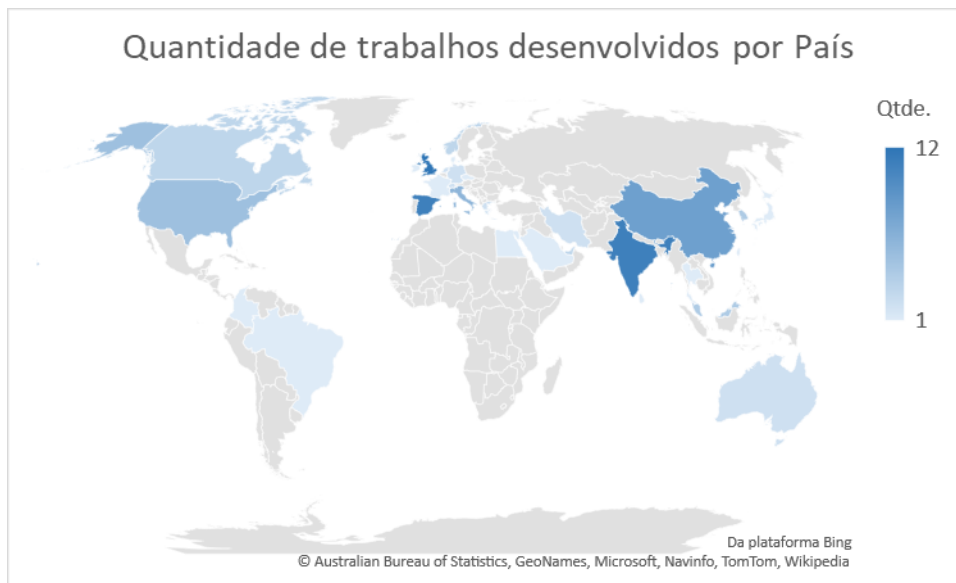 Quantidade de trabalhos desenvolvidos por País
Qtde.
12
1
Da plataforma Bing
© Australian Bureau of Statistics, GeoNames, Microsoft, Navinfo, TomTom, Wikipedia